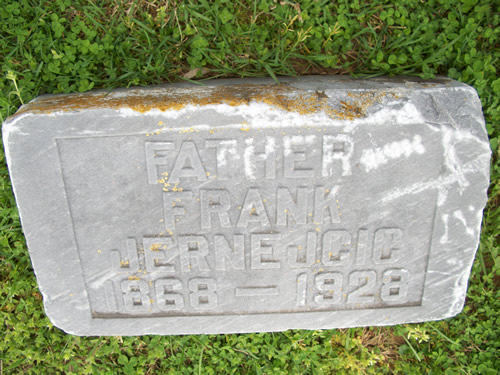 FATHER
FRANK
JERNEJCIC
1868 — 1928